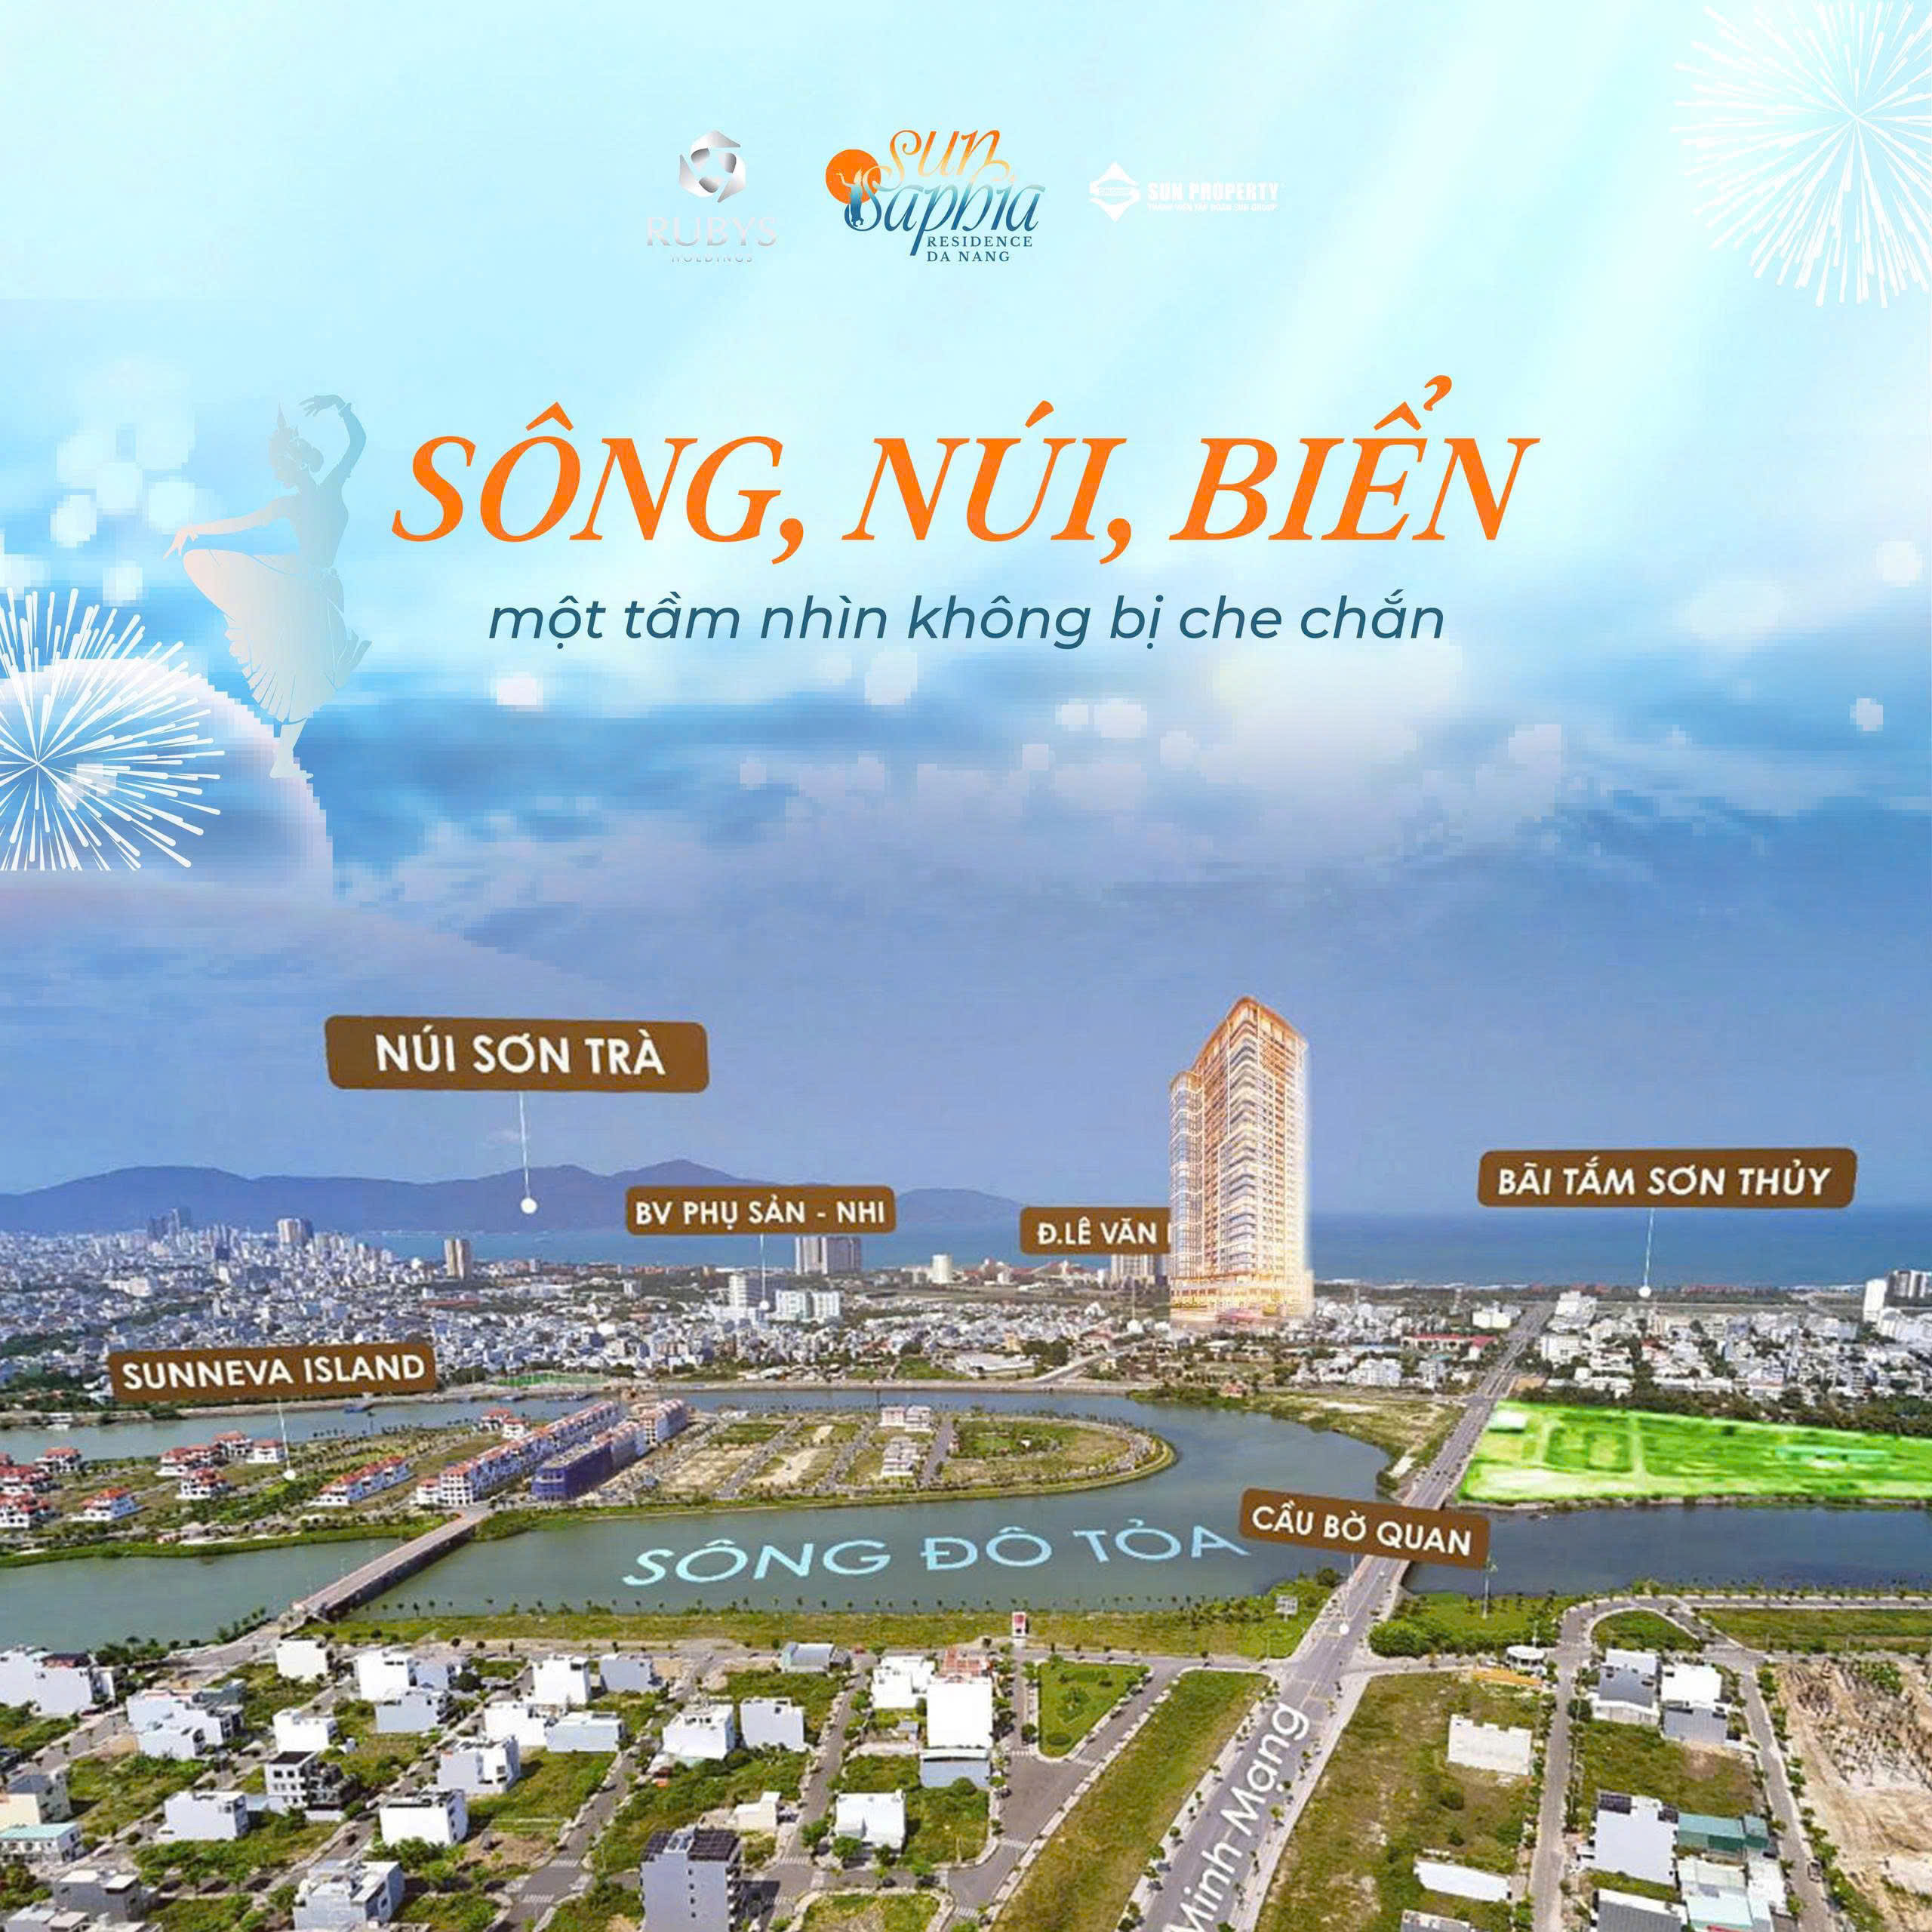 RUBYS
HOLDINGS
Sun
Saphia
RESIDENCE
DA NANG
SUN PROPERTY
SÔNG, NÚI, BIỂN
một tầm nhìn không bị che chắn
NÚI SƠN TRÀ
BV PHỤ SẢN - NHI
Đ.LÊ VĂN
BÃI TẮM SƠN THỦY
SUNNEVA ISLAND
CẦU BỜ QUAN
SÔNG ĐÔ TỎA
Minh Mạng